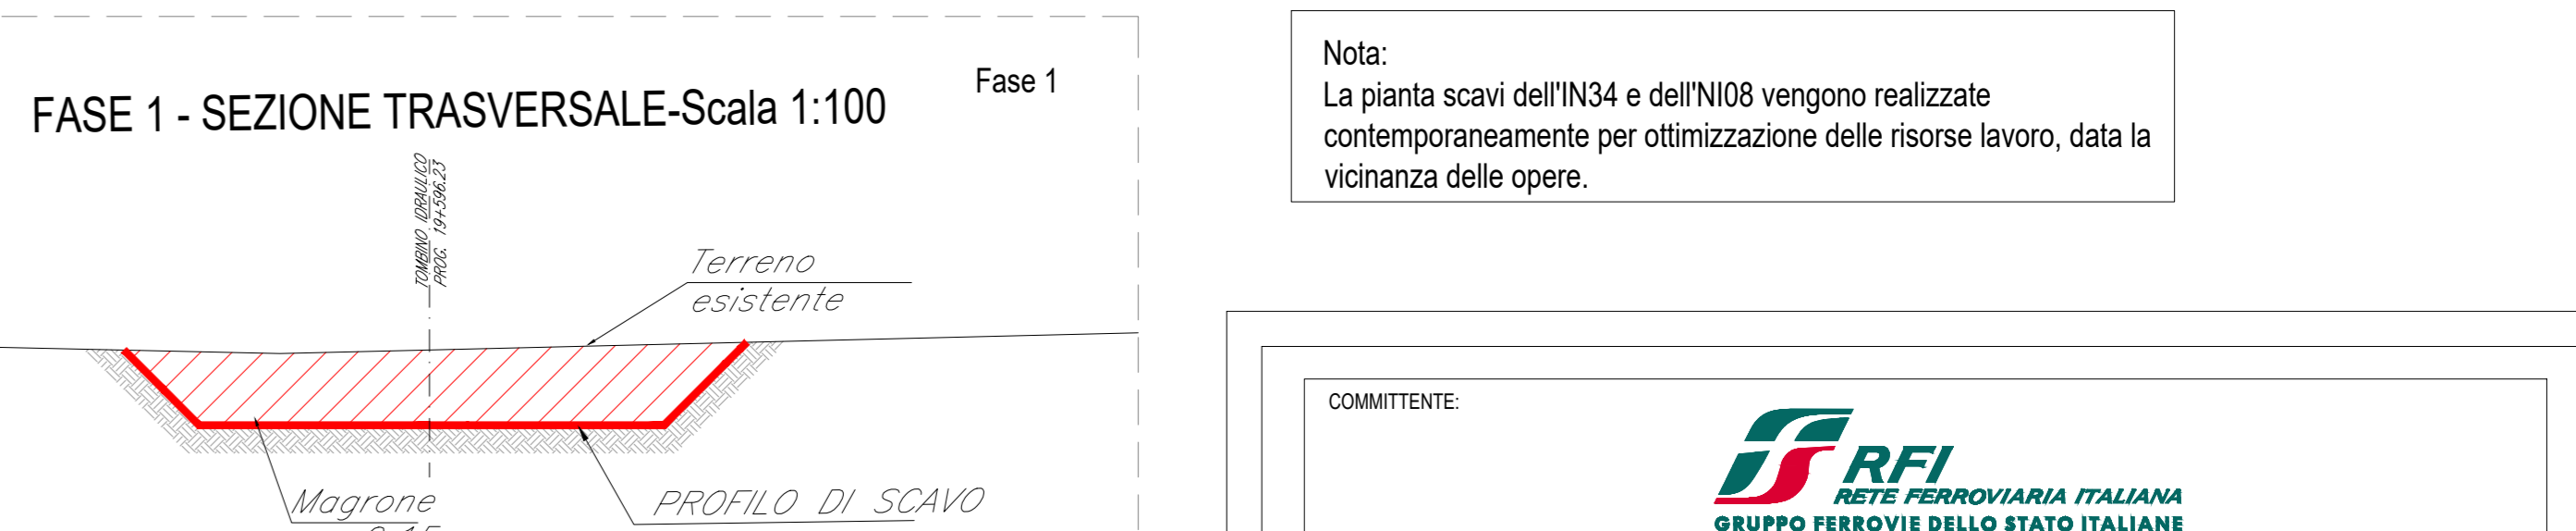 FASE 1 - SEZIONE TRASVERSALE-Scala 1:100
Fase 1
TOMBINO IDRAULICO
PROG. 19+596.23
Terreno
esistente
Magrone
PROFILO DI SCAVO
Nota:
La pianta scavi dell'IN34 e dell'NI08 vengono realizzate
contemporaneamente per ottimizzazione delle risorse lavoro, data la
vicinanza delle opere.
COMMITTENTE:
RFI
RETE FERROVIARIA ITALIANA
GRUPPO FERROVIE DELLO STATO ITALIANE